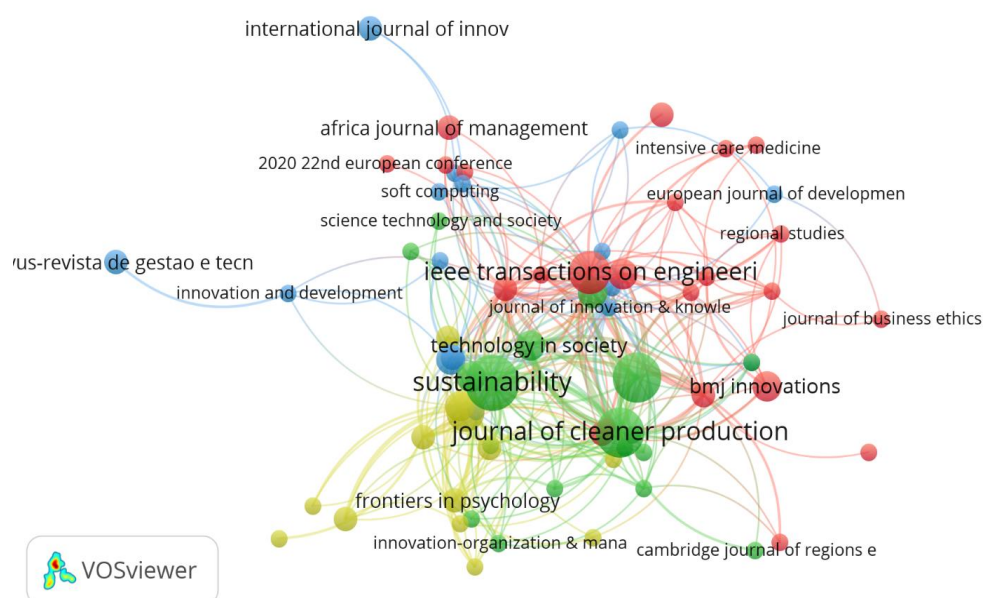 international journal of innov
africa journal of management
intensive care medicine
2020 22nd european conference
soft computing
european journal of developmen
science technology and society
regional studies
vus-revista de gestao e tecn
ieee transactions on engineeri
innovation and development
journal of innovation & knowle
journal of business ethics
technology in society
sustainability
bmj innovations
journal of cleaner production
frontiers in psychology
innovation-organization & mana
cambridge journal of regions e
VOSviewer